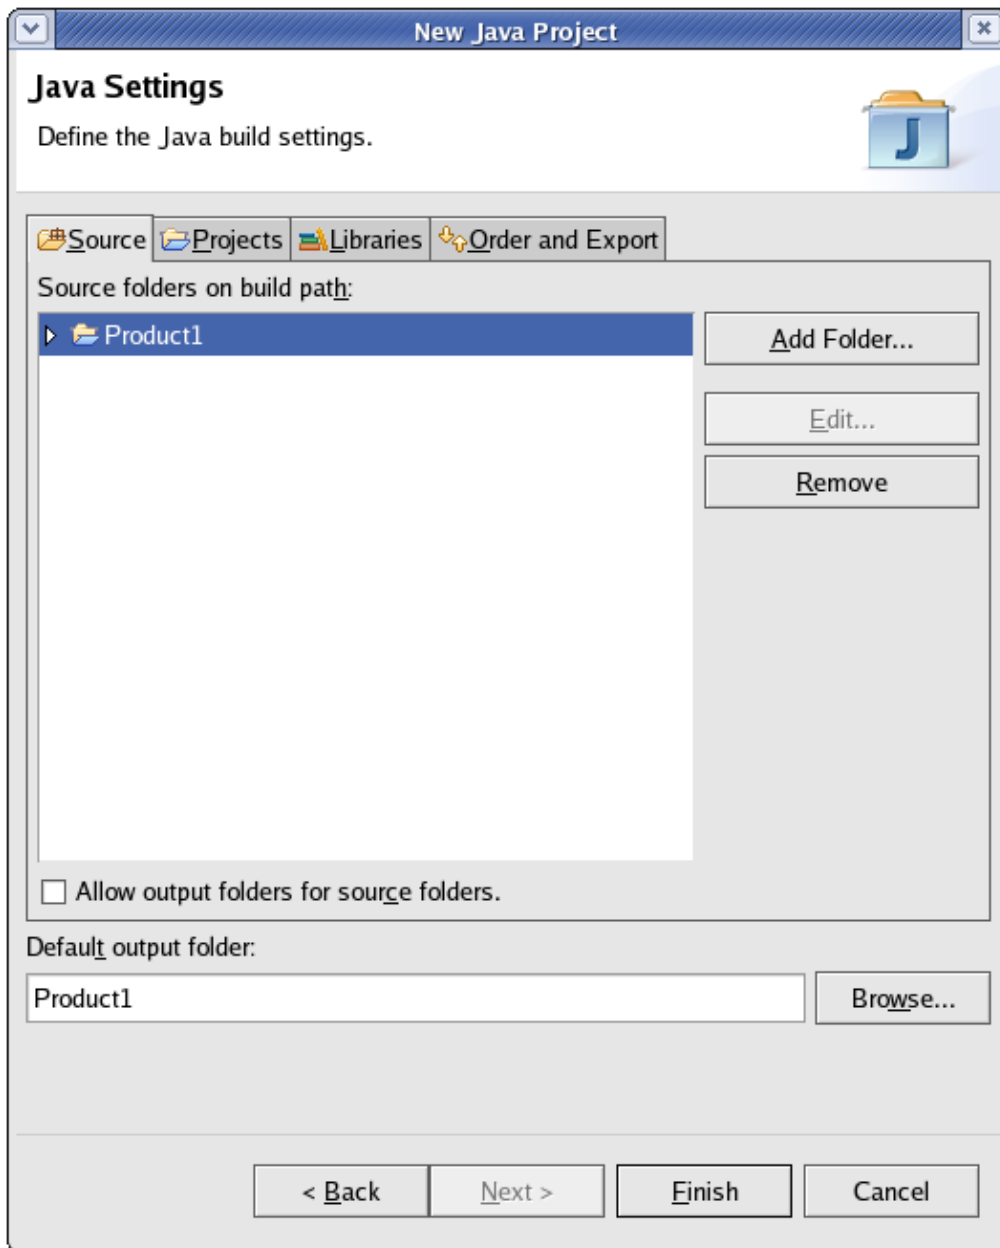 New Java Project
Java Settings
Define the Java build settings.
J
Source Projects Libraries Order and Export
Source folders on build path:
Product1
Add Folder...
Edit...
Remove
Allow output folders for source folders.
Default output folder:
Product1 Browse...
< Back Next > Finish Cancel